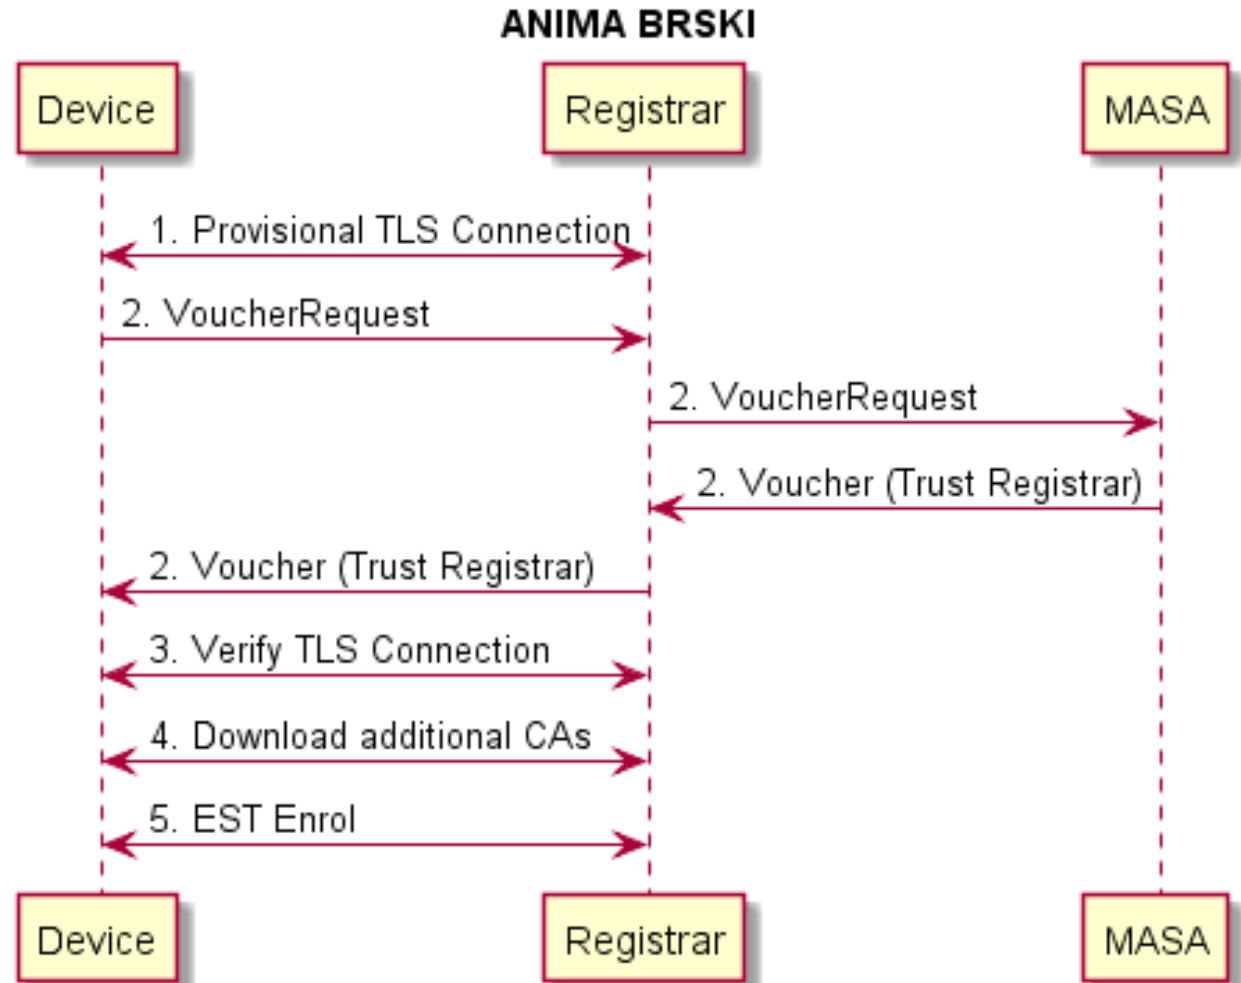 ANIMA BRSKI
Device Registrar MASA
1. Provisional TLS Connection
2. VoucherRequest
2. VoucherRequest
2. Voucher (Trust Registrar)
2. Voucher (Trust Registrar)
3. Verify TLS Connection
4. Download additional CAs
5. EST Enrol
Device Registrar MASA